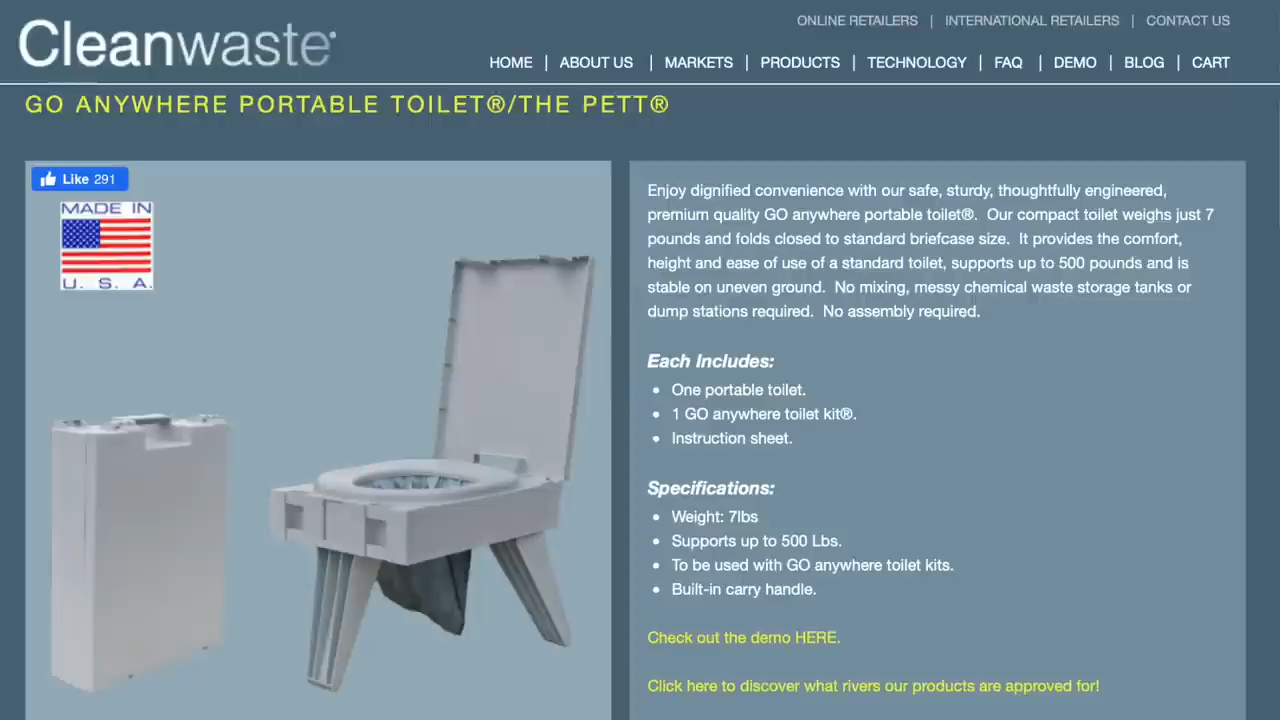 Cleanwaste
ONLINE RETAILERS | INTERNATIONAL RETAILERS | CONTACT US
HOME | ABOUT US | MARKETS | PRODUCTS | TECHNOLOGY | FAQ | DEMO | BLOG | CART
GO ANYWHERE PORTABLE TOILET®/THE PETT®
Like 291
MADE IN
U. S. A.
Enjoy dignified convenience with our safe, sturdy, thoughtfully engineered,
premium quality GO anywhere portable toilet®. Our compact toilet weighs just 7
pounds and folds closed to standard briefcase size. It provides the comfort,
height and ease of use of a standard toilet, supports up to 500 pounds and is
stable on uneven ground. No mixing, messy chemical waste storage tanks or
dump stations required. No assembly required.
Each Includes:
• One portable toilet.
• 1 GO anywhere toilet kit®.
• Instruction sheet.
Specifications:
• Weight: 7lbs
• Supports up to 500 Lbs.
• To be used with GO anywhere toilet kits.
• Built-in carry handle.
Check out the demo HERE.
Click here to discover what rivers our products are approved for!